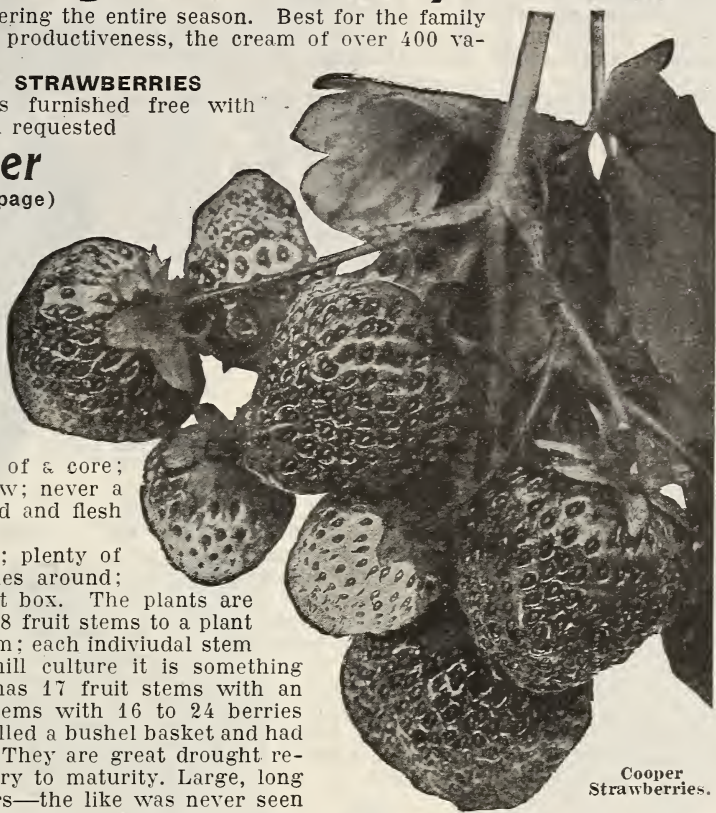 ering the entire season. Best for the family
productiveness, the cream of over 400 va-
STRAWBERRIES
s furnished free with
requested
er
page)
of a core;
w; never a
d and flesh
; plenty of
es around;
t box. The plants are
8 fruit stems to a plant
m; each indiviudal stem
hill culture it is something
has 17 fruit stems with an
tems with 16 to 24 berries
lled a bushel basket and had
They are great drought re-
ry to maturity. Large, long
rs—the like was never seen
Cooper
Strawberries.